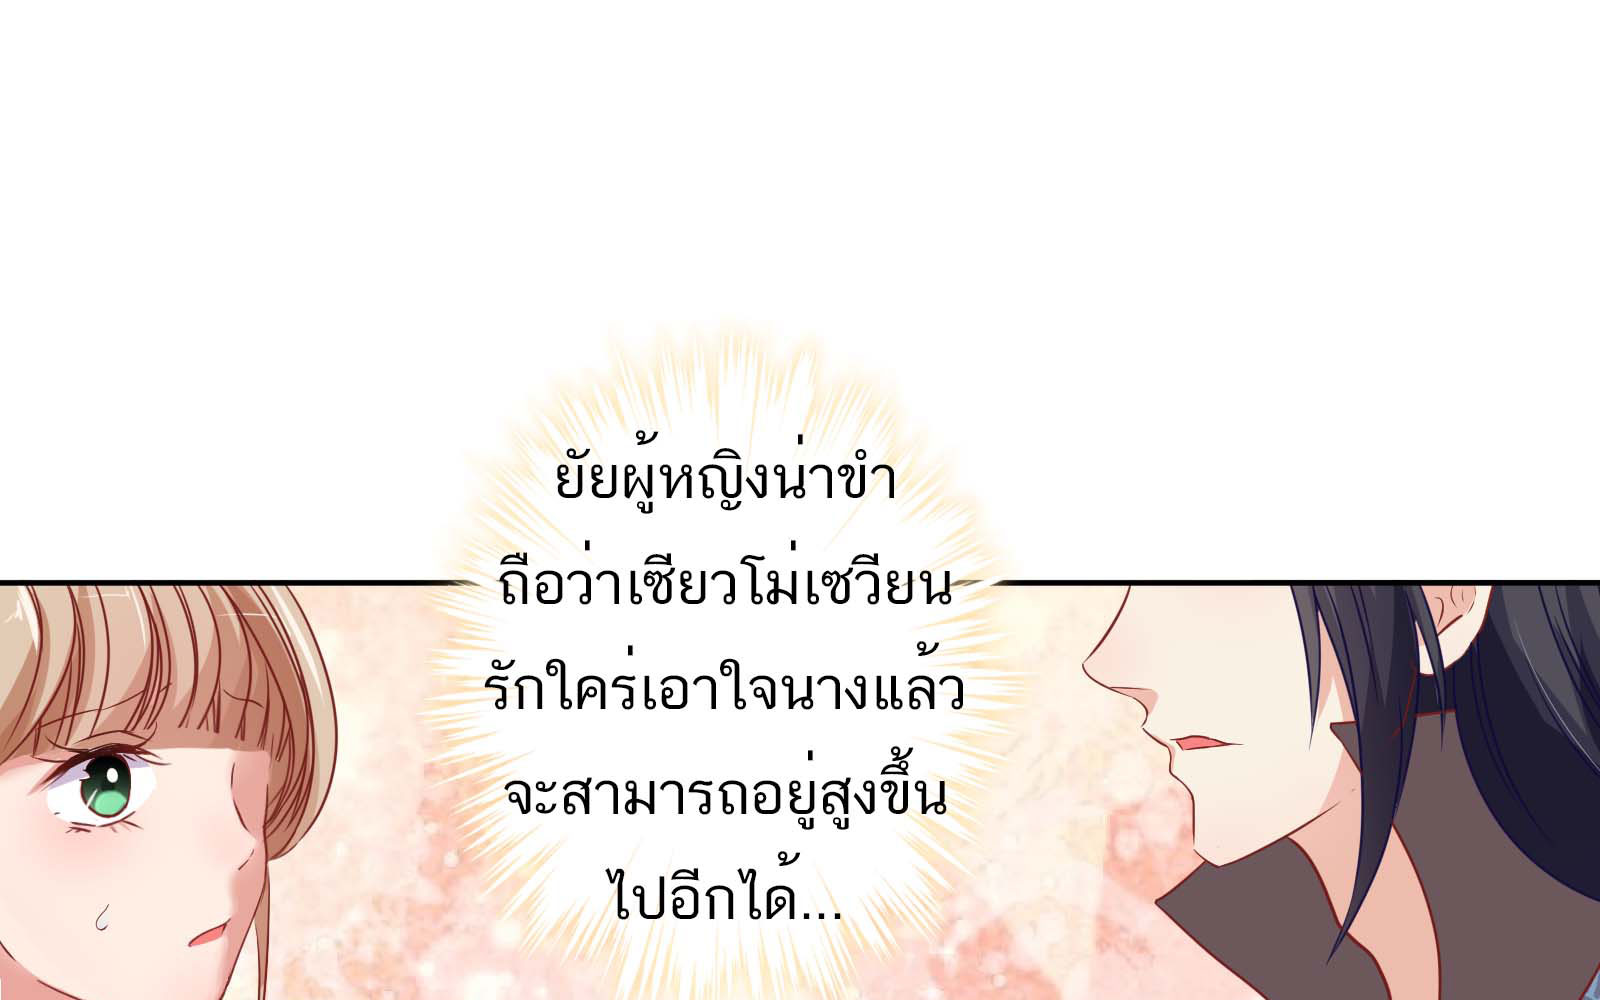 ยัยผู้หญิงน่าขำ
ถือว่าเซียวโม่เซวียน
รักใคร่เอาใจนางแล้ว
จะสามารถอยู่สูงขึ้น
ไปอีกได้...